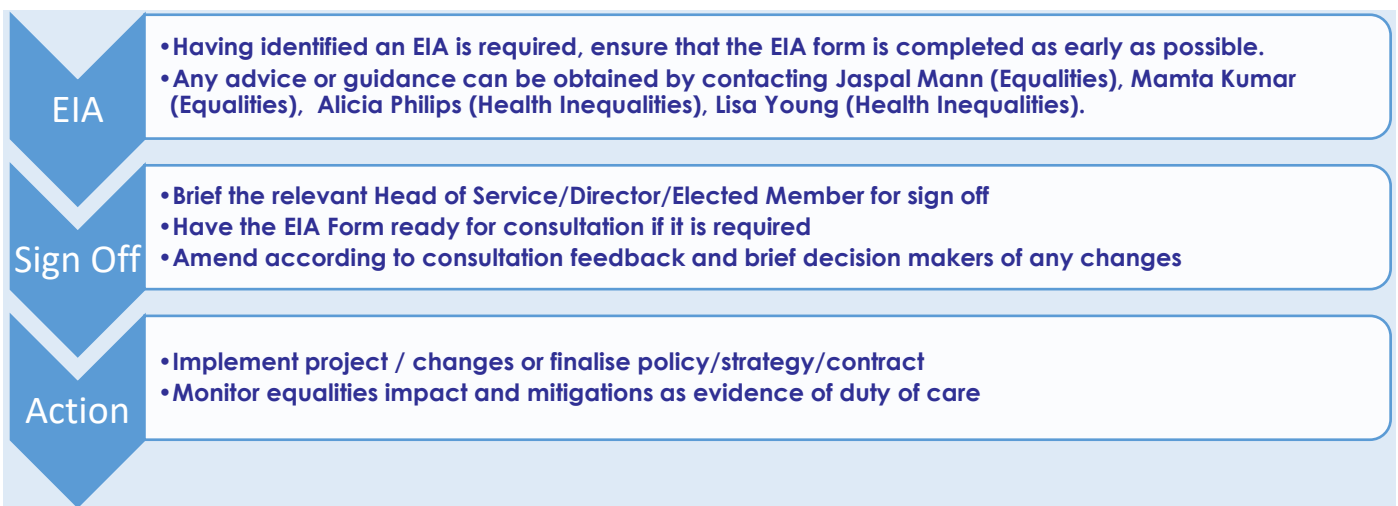 EIA
•Having identified an EIA is required, ensure that the EIA form is completed as early as possible.
•Any advice or guidance can be obtained by contacting Jaspal Mann (Equalities), Mamta Kumar
(Equalities),  Alicia Philips (Health Inequalities), Lisa Young (Health Inequalities).
Sign Off
•Brief the relevant Head of Service/Director/Elected Member for sign off
•Have the EIA Form ready for consultation if it is required
•Amend according to consultation feedback and brief decision makers of any changes
Action
•Implement project / changes or finalise policy/strategy/contract
•Monitor equalities impact and mitigations as evidence of duty of care